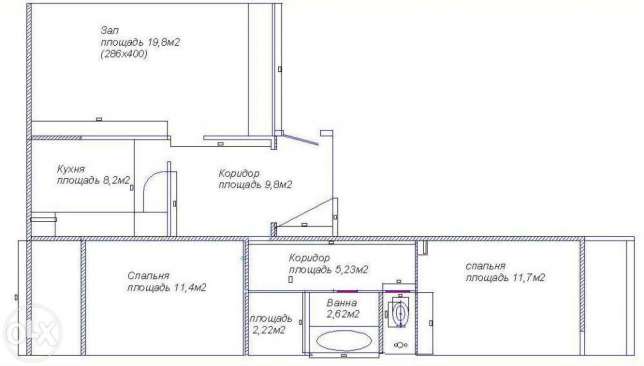 Зал
площадь 19,8м2
(286х400)
Кухня
площадь 8,2м2
Коридор
площадь 9,8м2
Спальня
площадь 11,4м2
Коридор
площадь 5,23м2
спальня
площадь 11,7м2
площадь
2,22м2
Ванна
2,62м2
OLX